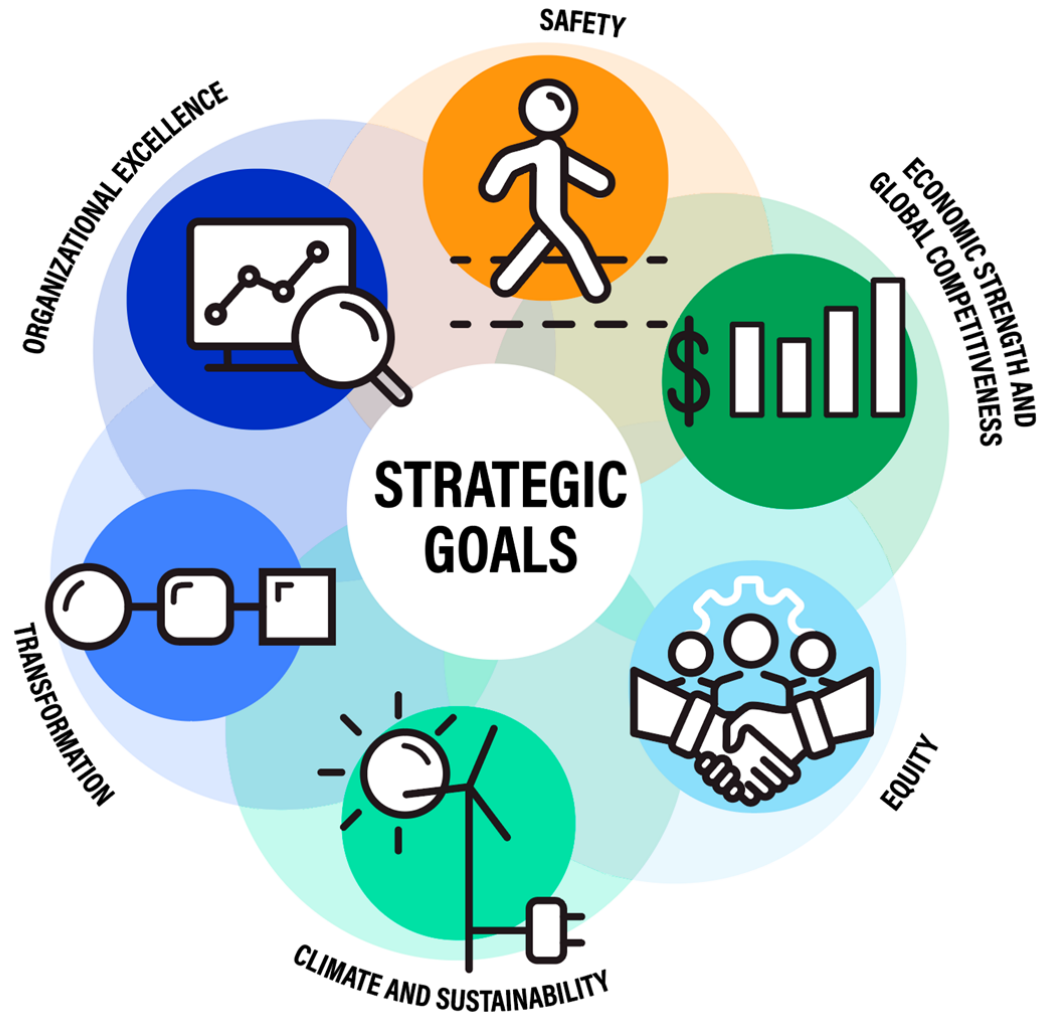 SAFETY
ECONOMIC STRENGTH AND
GLOBAL COMPETITIVENESS
EQUITY
CLIMATE AND SUSTAINABILITY
TRANSFORMATION
ORGANIZATIONAL EXCELLENCE
STRATEGIC
GOALS
$